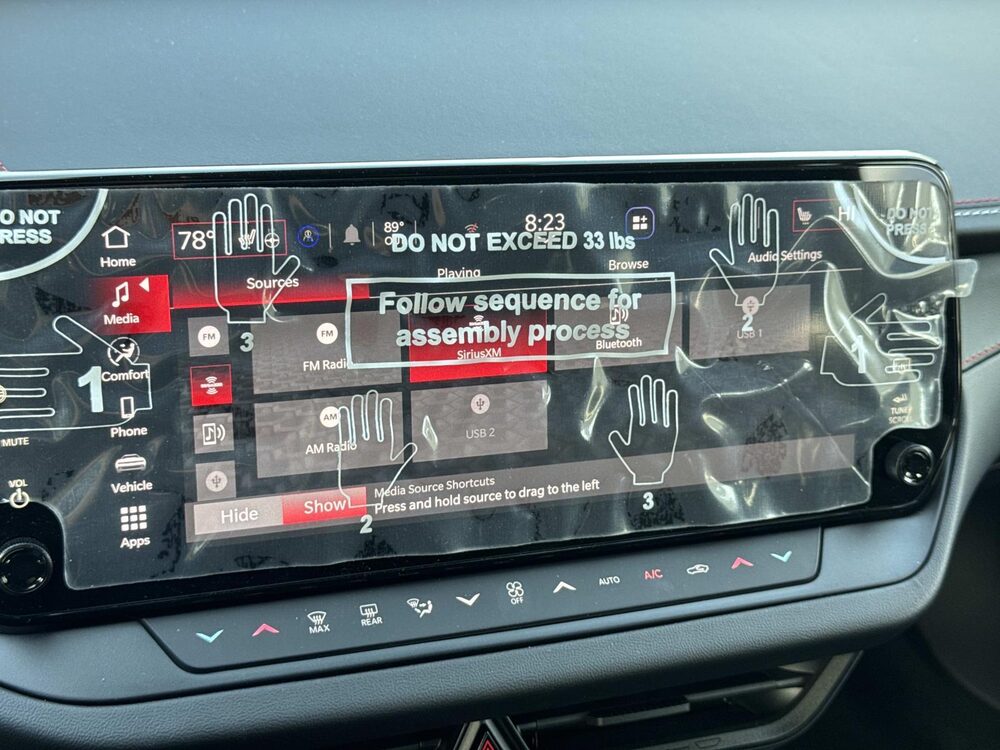 O NOT
RESS
Home
78°
89°
DO NOT EXCEED 33 lbs
8:23
HI
DO NOT
PRESS
Sources
Playing
Browse
Audio Settings
Media
3
Follow sequence for
assembly process
2
FM
FM
FM Radio
SiriusXM
Bluetooth
USB 1
1
Comfort
1
Phone
MUTE
TUNE
SCROLL
AM
AM Radio
USB 2
Vehicle
VOL
Media Source Shortcuts
Press and hold source to drag to the left
Hide
Show
2
3
Apps
MAX
REAR
OFF
AUTO
A/C